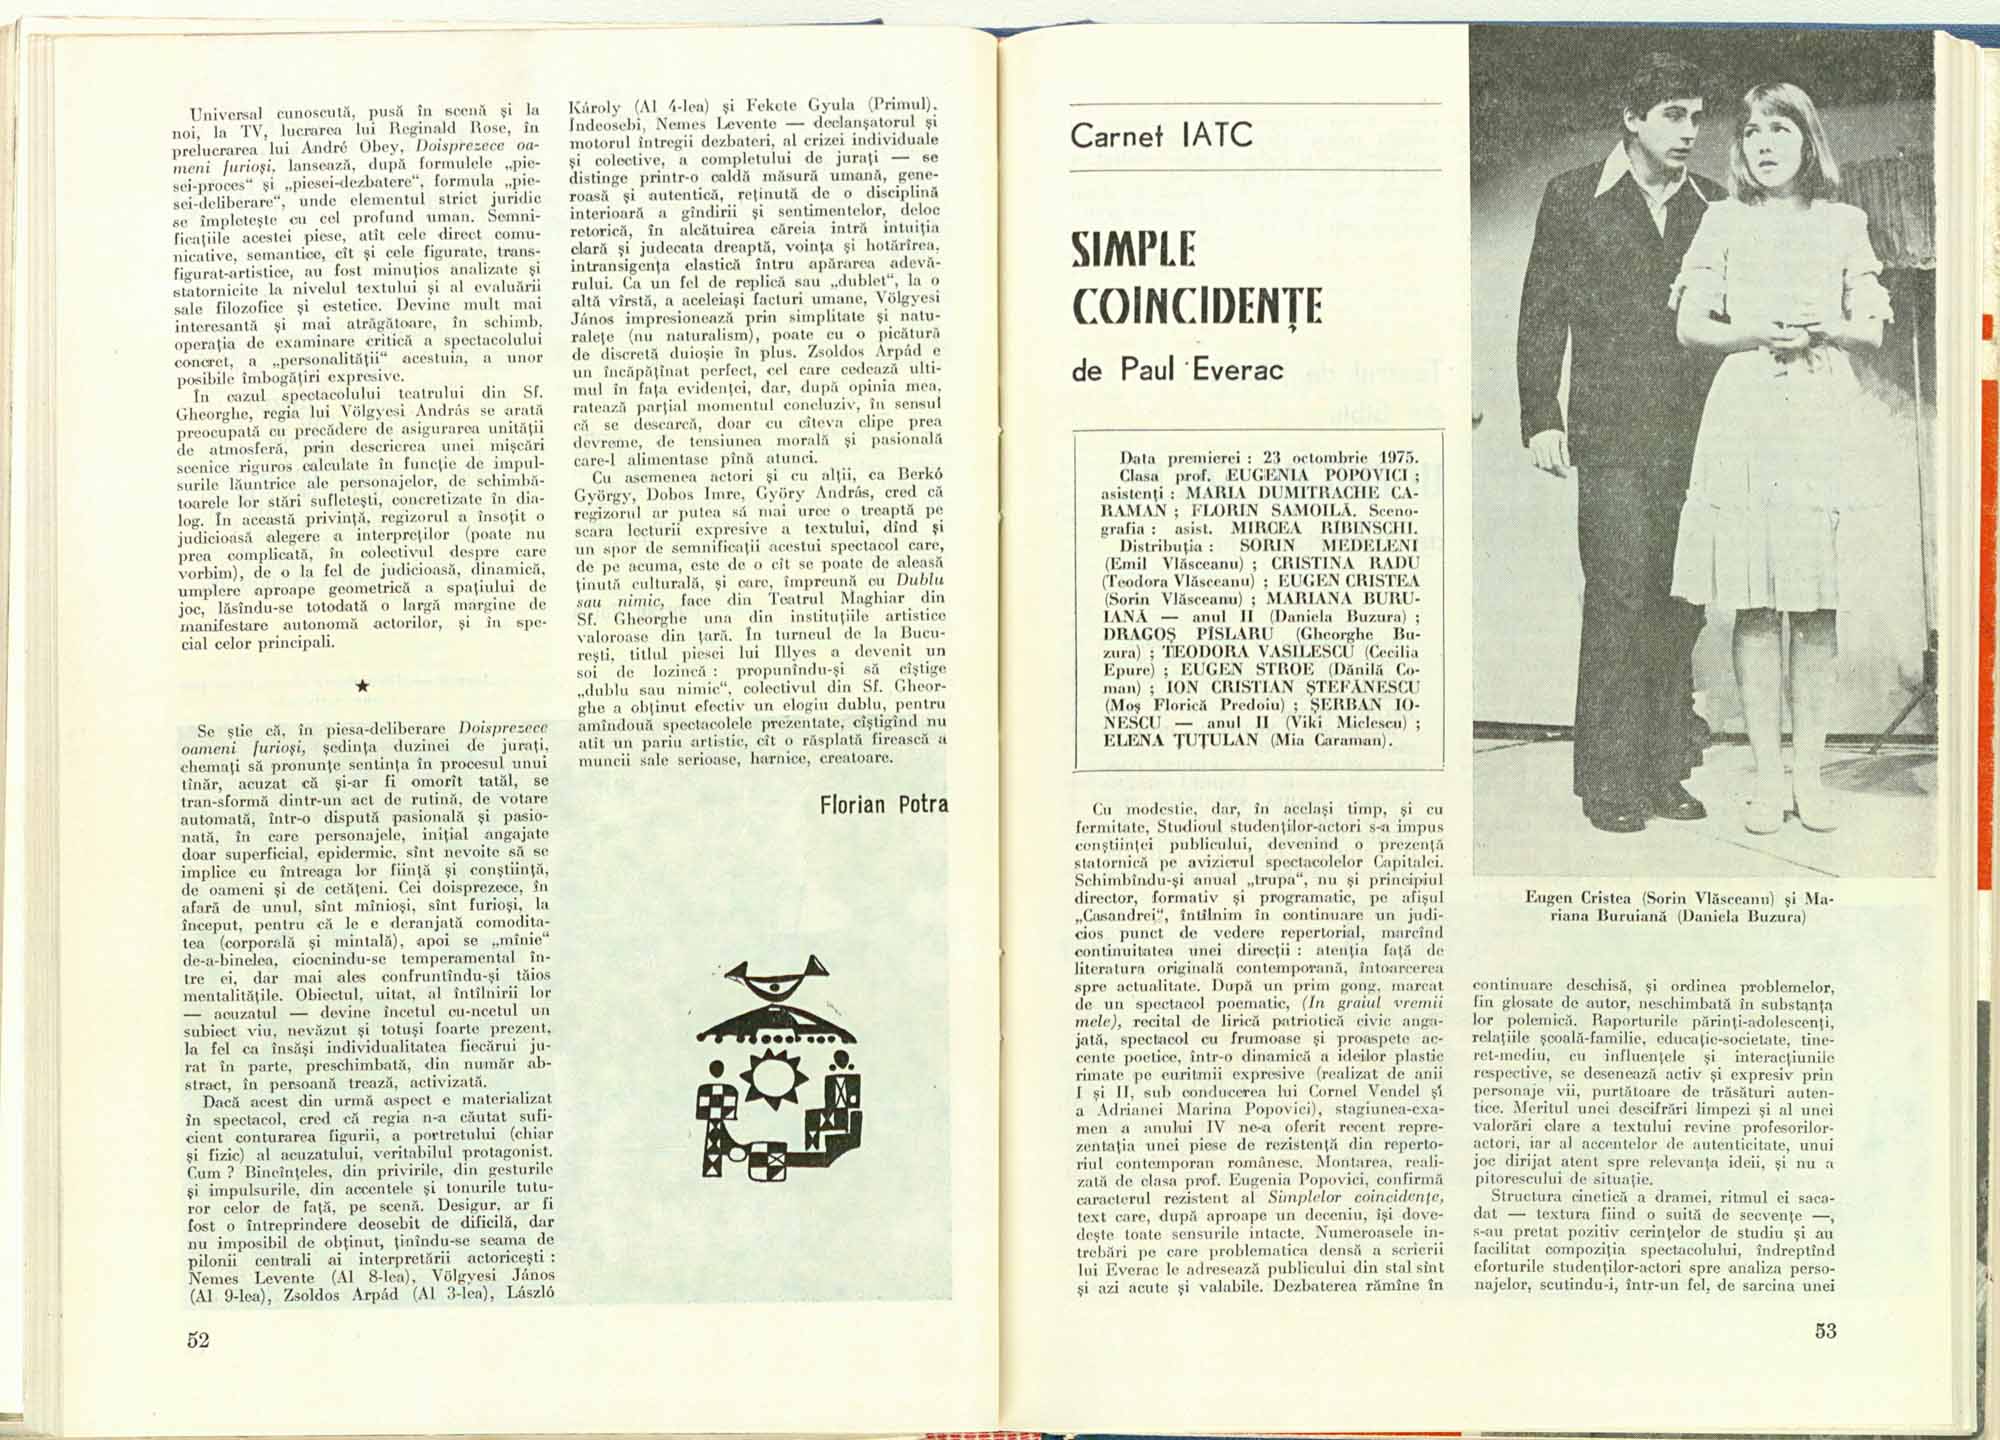 Universal cunoscută, pusă în scenă și la
noi, la TV, lucrarea lui Reginald Rose, în
prelucrarea lui André Obey, Doisprezece oa-
meni furioși, lansează, după formulele „pie-
sei-proces“ și „piesei-dezbatere“, formula „pie-
sei-deliberare“, unde elementul strict juridic
se împletește cu cel profund uman. Semni-
ficațiile acestei piese, atît cele direct comu-
nicative, semantice, cît și cele figurate, trans-
figurat-artistice, au fost minuțios analizate și
statornicite la nivelul textului și al evaluării
sale filozofice și estetice. Devine mult mai
interesantă și mai atrăgătoare, în schimb,
operația de examinare critică a spectacolului
concret, a „personalității“ acestuia, a unor
posibile îmbogățiri expresive.
In cazul spectacolului teatrului din Sf.
Gheorghe, regia lui Völgyesi András se arată
preocupată cu precădere de asigurarea unității
de atmosferă, prin descrierea unei mișcări
scenice riguros calculate în funcție de impul-
surile lăuntrice ale personajelor, de schimbă-
toarele lor stări sufletești, concretizate în dia-
log. In această privință, regizorul a însoțit o
judicioasă alegere a interpreților (poate nu
prea complicată, în colectivul despre care
vorbim), de o la fel de judicioasă, dinamică,
umplere aproape geometrică a spațiului de
joc, lăsîndu-se totodată o largă margine de
manifestare autonomă actorilor, și în spe-
cial celor principali.
★
Se știe că, în piesa-deliberare Doisprezece
oameni furioși, ședința duzinei de jurați,
chemați să pronunțe sentința în procesul unui
tînăr, acuzat că și-ar fi omorît tatăl, se
tran-sformă dintr-un act de rutină, de votare
automată, într-o dispută pasională și pasio-
nată, în care personajele, inițial angajate
doar superficial, epidermic, sînt nevoite să se
implice cu întreaga lor ființă și conștiință,
de oameni și de cetățeni. Cei doisprezece, în
afară de unul, sînt mînioși, sînt furioși, la
început, pentru că le e deranjată comodita-
tea (corporală și mintală), apoi se „mînie“
de-a-binelea, ciocnindu-se temperamental în-
tre ei, dar mai ales confruntîndu-și tăios
mentalitățile. Obiectul, uitat, al întîlnirii lor
— acuzatul — devine încetul cu-ncetul un
subiect viu, nevăzut și totuși foarte prezent,
la fel ca însăși individualitatea fiecărui ju-
rat în parte, preschimbată, din număr ab-
stract, în persoană trează, activizată.
Dacă acest din urmă aspect e materializat
în spectacol, cred că regia n-a căutat sufi-
cient conturarea figurii, a portretului (chiar
și fizic) al acuzatului, veritabilul protagonist.
Cum ? Bineînțeles, din privirile, din gesturile
și impulsurile, din accentele și tonurile tutu-
ror celor de față, pe scenă. Desigur, ar fi
fost o întreprindere deosebit de dificilă, dar
nu imposibil de obținut, ținîndu-se seama de
pilonii centrali ai interpretării actoricești :
Nemes Levente (Al 8-lea), Völgyesi János
(Al 9-lea), Zsoldos Arpád (Al 3-lea), László
Károly (Al 4-lea) și Fekete Gyula (Primul).
Indeosebi, Nemes Levente — declanșatorul și
motorul întregii dezbateri, al crizei individuale
și colective, a completului de jurați — se
distinge printr-o caldă măsură umană, gene-
roasă și autentică, reținută de o disciplină
interioară a gîndirii și sentimentelor, deloc
retorică, în alcătuirea căreia intră intuiția
clară și judecata dreaptă, voința și hotărîrea,
intransigența elastică întru apărarea adevă-
rului. Ca un fel de replică sau „dublet“, la o
altă vîrstă, a aceleiași facturi umane, Völgyesi
János impresionează prin simplitate și natu-
ralețe (nu naturalism), poate cu o picătură
de discretă duioșie în plus. Zsoldos Arpád e
un încăpățînat perfect, cel care cedează ulti-
mul în fața evidenței, dar, după opinia mea,
ratează parțial momentul concluziv, în sensul
că se descarcă, doar cu cîteva clipe prea
devreme, de tensiunea morală și pasională
care-l alimentase pînă atunci.
Cu asemenea actori și cu alții, ca Berkó
György, Dobos Imre, Györy András, cred că
regizorul ar putea să mai urce o treaptă pe
scara lecturii expresive a textului, dînd și
un spor de semnificații acestui spectacol care,
de pe acuma, este de o cît se poate de aleasă
ținută culturală, și care, împreună cu Dublu
sau nimic, face din Teatrul Maghiar din
Sf. Gheorghe una din instituțiile artistice
valoroase din țară. In turneul de la Bucu-
rești, titlul piesei lui Illyes a devenit un
soi de lozincă : propunîndu-și să cîștige
„dublu sau nimic“, colectivul din Sf. Gheor-
ghe a obținut efectiv un elogiu dublu, pentru
amîndouă spectacolele prezentate, cîștigînd nu
atît un pariu artistic, cît o răsplată firească a
muncii sale serioase, harnice, creatoare.
Florian Potra
52
Carnet IATC
SIMPLE
COINCIDENȚE
de Paul Everac
Data premierei : 23 octombrie 1975.
Clasa prof. EUGENIA POPOVICI ;
asistenți : MARIA DUMITRACHE CA-
RAMAN ; FLORIN SAMOILĂ. Sceno-
grafia : asist. MIRCEA RÎBINSCHI.
Distribuția : SORIN MEDELENI
(Emil Vlăsceanu) ; CRISTINA RADU
(Teodora Vlăsceanu) ; EUGEN CRISTEA
(Sorin Vlăsceanu) ; MARIANA BURU-
IANĂ — anul II (Daniela Buzura) ;
DRAGOȘ PÎSLARU (Gheorghe Bu-
zura) ; TEODORA VASILESCU (Cecilia
Epure) ; EUGEN STROE (Dănilă Co-
man) ; ION CRISTIAN ȘTEFĂNESCU
(Moș Florică Predoiu) ; ȘERBAN IO-
NESCU — anul II (Viki Miclescu) ;
ELENA ȚUȚULAN (Mia Caraman).
Cu modestie, dar, în același timp, și cu
fermitate, Studioul studenților-actori s-a impus
conștiinței publicului, devenind o prezență
statornică pe avizierul spectacolelor Capitalei.
Schimbîndu-și anual „trupa“, nu și principiul
director, formativ și programatic, pe afișul
„Casandrei“, întîlnim în continuare un judi-
cios punct de vedere repertorial, marcînd
continuitatea unei direcții : atenția față de
literatura originală contemporană, întoarcerea
spre actualitate. După un prim gong, marcat
de un spectacol poematic, (In graiul vremii
mele), recital de lirică patriotică civic anga-
jată, spectacol cu frumoase și proaspete ac-
cente poetice, într-o dinamică a ideilor plastic
rimate pe euritmii expresive (realizat de anii
I și II, sub conducerea lui Cornel Vendel și
a Adrianei Marina Popovici), stagiunea-exa-
men a anului IV ne-a oferit recent repre-
zentația unei piese de rezistență din reperto-
riul contemporan românesc. Montarea, reali-
zată de clasa prof. Eugenia Popovici, confirmă
caracterul rezistent al Simplelor coincidențe,
text care, după aproape un deceniu, își dove-
dește toate sensurile intacte. Numeroasele în-
trebări pe care problematica densă a scrierii
lui Everac le adresează publicului din stal sînt
și azi acute și valabile. Dezbaterea rămîne în
Eugen Cristea (Sorin Vlăsceanu) și Ma-
riana Buruiană (Daniela Buzura)
continuare deschisă, și ordinea problemelor,
fin glosate de autor, neschimbată în substanța
lor polemică. Raporturile părinți-adolescenți,
relațiile școală-familie, educație-societate, tine-
ret-mediu, cu influențele și interacțiunile
respective, se desenează activ și expresiv prin
personaje vii, purtătoare de trăsături auten-
tice. Meritul unei descifrări limpezi și al unei
valorări clare a textului revine profesorilor-
actori, iar al accentelor de autenticitate, unui
joc dirijat atent spre relevanța ideii, și nu a
pitorescului de situație.
Structura cinetică a dramei, ritmul ei saca-
dat — textura fiind o suită de secvențe —,
s-au pretat pozitiv cerințelor de studiu și au
facilitat compoziția spectacolului, îndreptînd
eforturile studenților-actori spre analiza perso-
najelor, scutindu-i, într-un fel, de sarcina unei
53